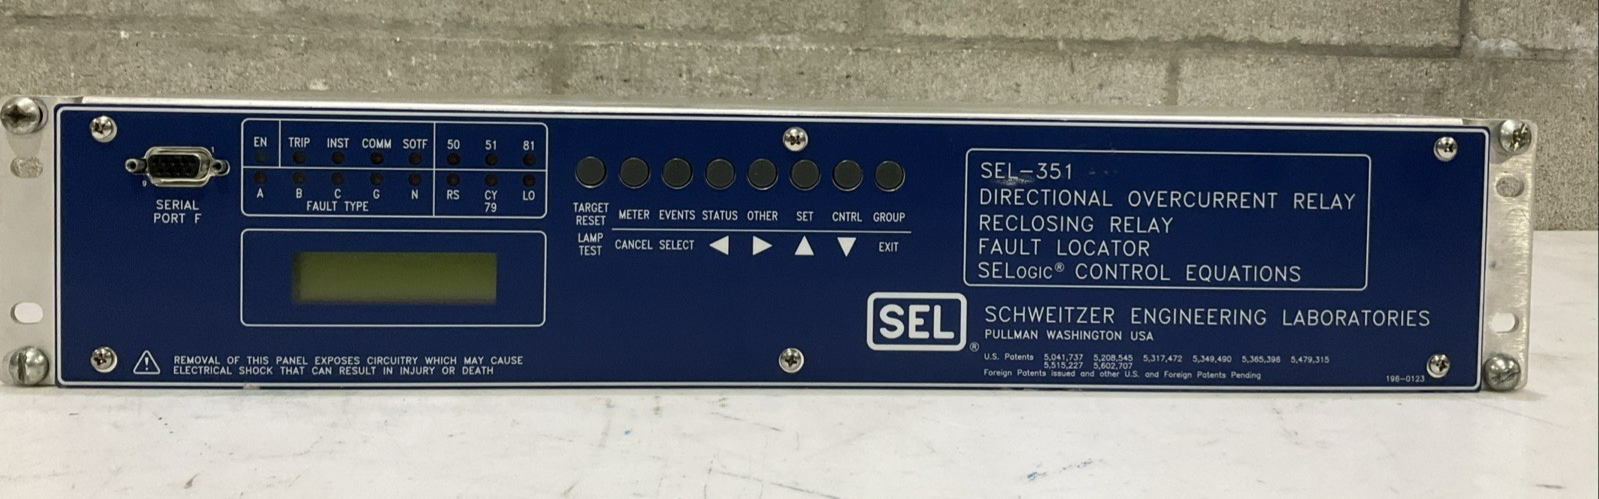 1
9
SERIAL
PORT F
EN TRIP INST COMM SOTF 50 51 81
A B C G N RS CY LO
FAULT TYPE 79
TARGET
RESET METER EVENTS STATUS OTHER SET CNTRL GROUP
LAMP
TEST CANCEL SELECT ◀ ▶ ▲ ▼ EXIT
SEL-351
DIRECTIONAL OVERCURRENT RELAY
RECLOSING RELAY
FAULT LOCATOR
SELOGIC® CONTROL EQUATIONS
SEL®
SCHWEITZER ENGINEERING LABORATORIES
PULLMAN WASHINGTON USA
U.S. Patents 5,041,737 5,208,545 5,317,472 5,349,490 5,365,396 5,479,315
5,515,227 5,602,707
Foreign Patents issued and other U.S. and Foreign Patents Pending
196-0123
REMOVAL OF THIS PANEL EXPOSES CIRCUITRY WHICH MAY CAUSE
ELECTRICAL SHOCK THAT CAN RESULT IN INJURY OR DEATH